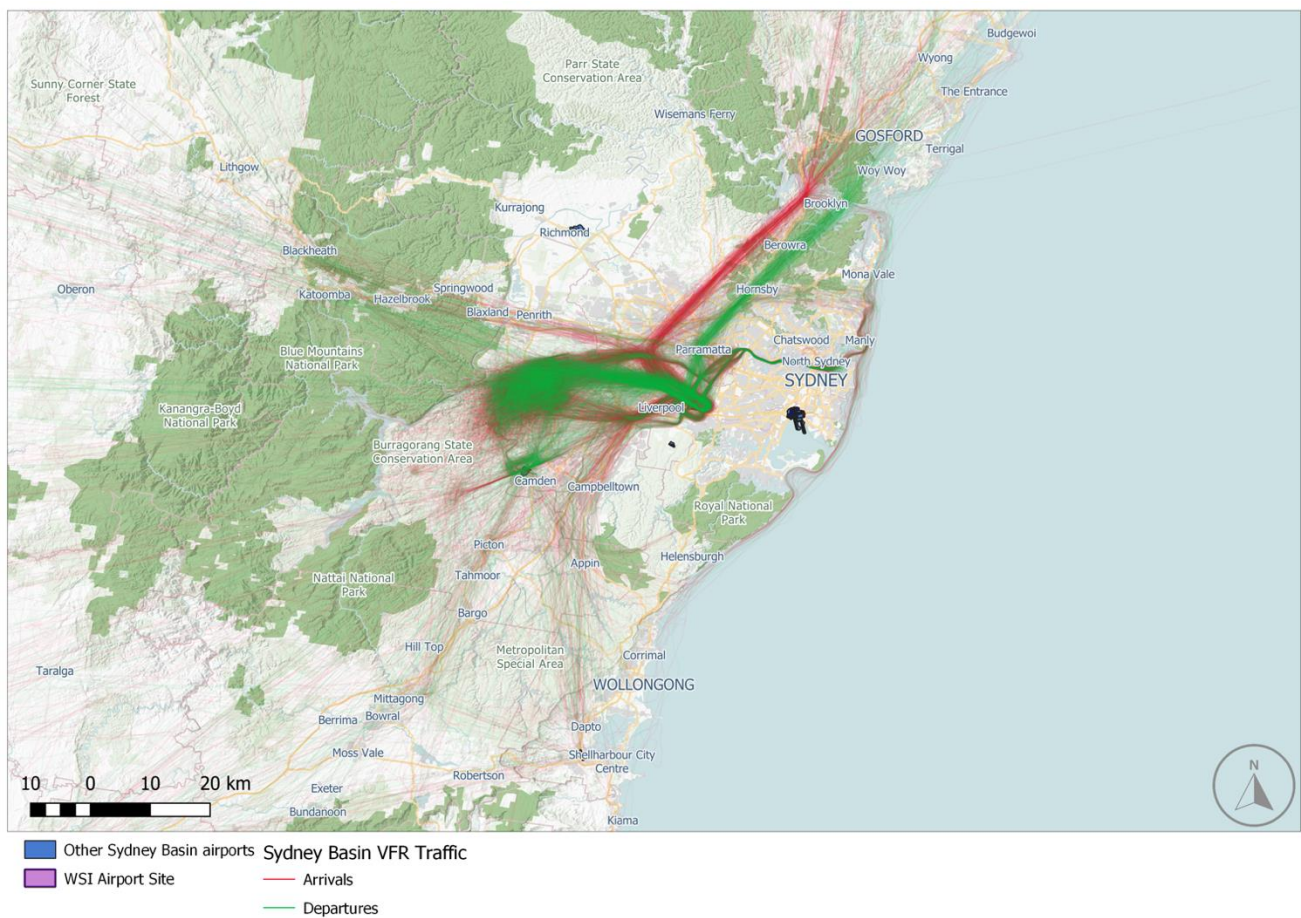 Budgewoi
Wyong
Parr State
Conservation Area
Sunny Corner State
Forest
The Entrance
Wisemans Ferry
GOSFORD
Terrigal
Lithgow
Woy Woy
Kurrajong
Brooklyn
Richmond
Berowra
Blackheath
Mona Vale
Oberon
Katoomba
Hazelbrook
Springwood
Hornsby
Blaxland
Penrith
Chatswood
Manly
Blue Mountains
National Park
Parramatta
North Sydney
SYDNEY
Kanangra-Boyd
National Park
Liverpool
Burragorang State
Conservation Area
Camden
Campbelltown
Royal National
Park
Picton
Helensburgh
Appin
Nattai National
Park
Tahmoor
Bargo
Hill Top
Metropolitan
Special Area
Corrimal
Taralga
WOLLONGONG
Mittagong
Berrima
Bowral
Dapto
Moss Vale
Shellharbour City
Centre
Robertson
Exeter
Bundanoon
Kiama
N
10 0 10 20 km
Other Sydney Basin airports
WSI Airport Site
Sydney Basin VFR Traffic
Arrivals
Departures